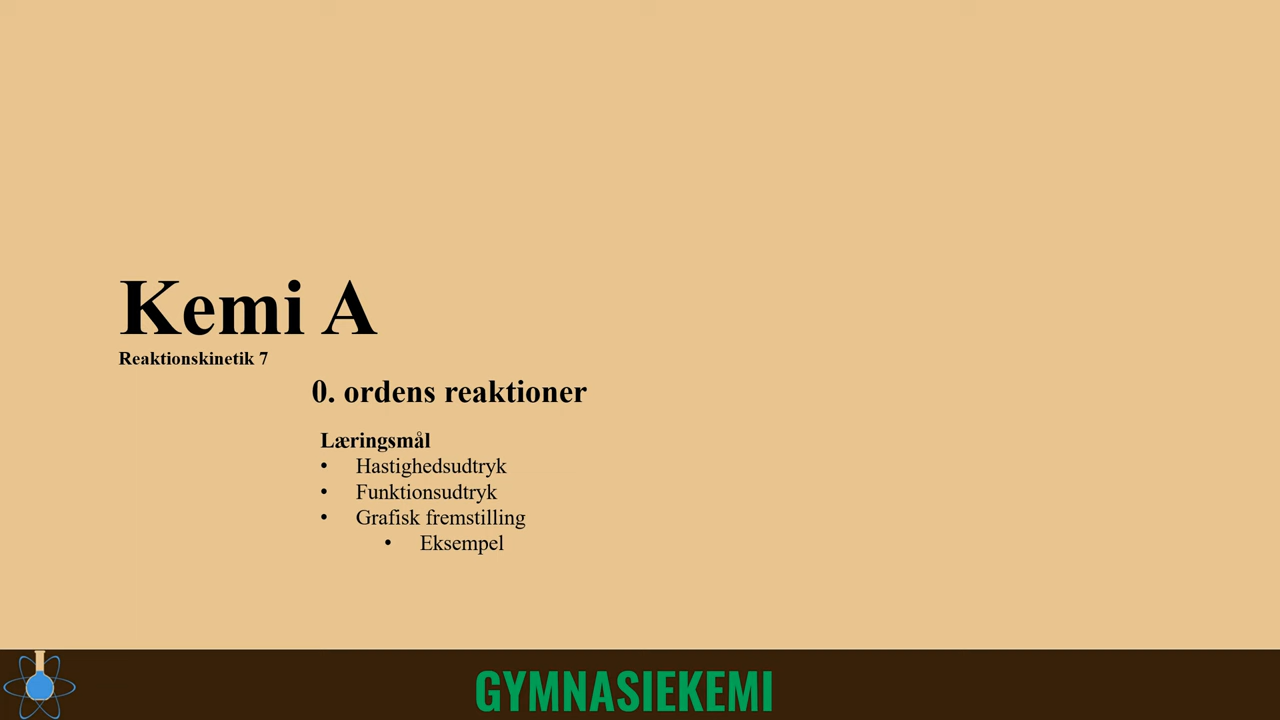 Kemi A
Reaktionskinetik 7
0. ordens reaktioner
Læringsmål
• Hastighedsudtryk
• Funktionsudtryk
• Grafisk fremstilling
• Eksempel
GYMNASIEKEMI